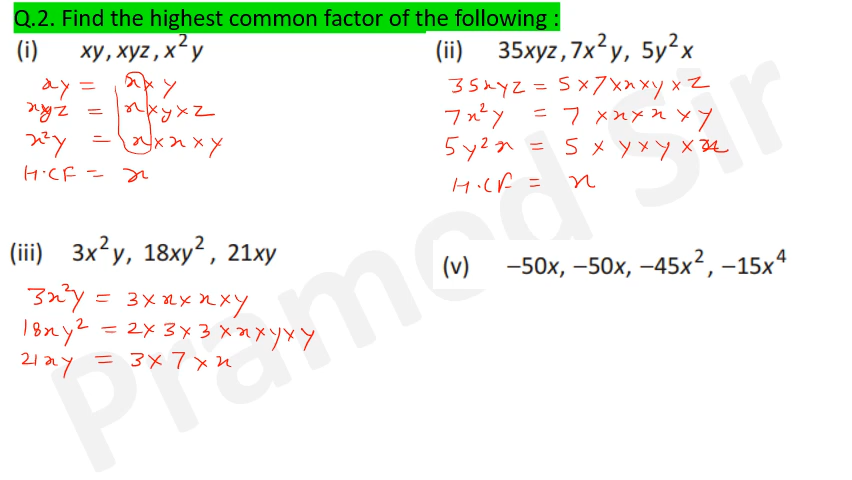 Q.2. Find the highest common factor of the following :
(i) xy, xyz, x²y
xy = x × y
xyz = x × y × z
x²y = x × x × y
H.C.F = x
(ii) 35xyz, 7x²y, 5y²x
35xyz = 5 × 7 × x × y × z
7x²y = 7 × x × x × y
5y²x = 5 × y × y × x
H.C.F = x
(iii) 3x²y, 18xy², 21xy
3x²y = 3 × x × x × y
18xy² = 2 × 3 × 3 × x × y × y
21xy = 3 × 7 × x
(v) −50x, −50x, −45x², −15x⁴
Pramod Sir